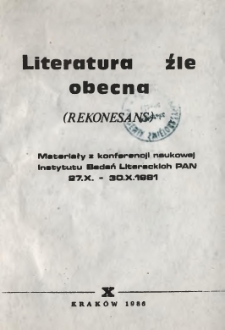 Literatura źle
obecna
(REKONESANS)
Materiały z konferencji naukowej
Instytutu Badań Literackich PAN
27.X. - 30.X.1981
X
KRAKÓW 1986